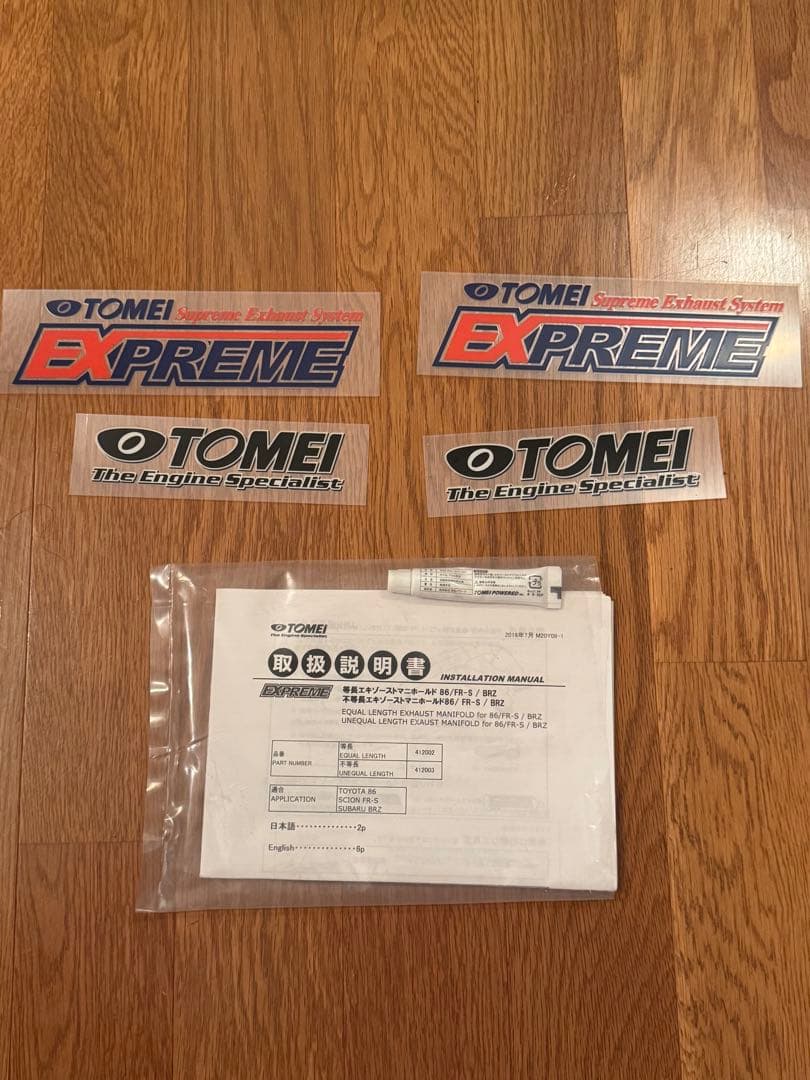 TOMEI Supreme Exhaust System
EXPREME
TOMEI Supreme Exhaust System
EXPREME
TOMEI
The Engine Specialist
TOMEI
The Engine Specialist
TOMEI POWERED
TOMEI
The Engine Specialist
2018年7月 M20Y08-1
取扱説明書 INSTALLATION MANUAL
EXPREME 等長エキゾーストマニホールド 86/FR-S / BRZ
不等長エキゾーストマニホールド86/ FR-S / BRZ
EQUAL LENGTH EXHAUST MANIFOLD for 86/FR-S / BRZ
UNEQUAL LENGTH EXAUST MANIFOLD for 86/FR-S / BRZ
品番
PART NUMBER
等長
EQUAL LENGTH
412002
不等長
UNEQUAL LENGTH
412003
適合
APPLICATION
TOYOTA 86
SCION FR-S
SUBARU BRZ
日本語・・・・・・・・・・・・・・2p
English・・・・・・・・・・・・・・6p